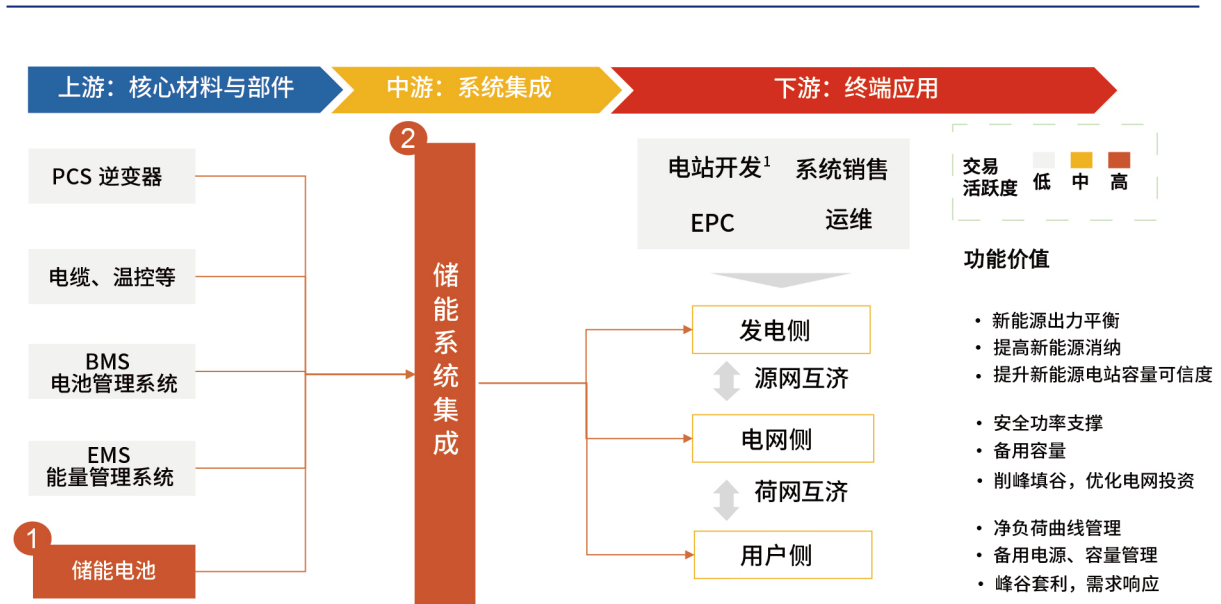 上游：核心材料与部件
中游：系统集成
下游：终端应用
PCS 逆变器
电缆、温控等
BMS
电池管理系统
EMS
能量管理系统
1
储能电池
2
储能系统集成
电站开发¹ 系统销售
EPC 运维
发电侧
源网互济
电网侧
荷网互济
用户侧
交易
活跃度
低 中 高
功能价值
• 新能源出力平衡
• 提高新能源消纳
• 提升新能源电站容量可信度
• 安全功率支撑
• 备用容量
• 削峰填谷，优化电网投资
• 净负荷曲线管理
• 备用电源、容量管理
• 峰谷套利，需求响应